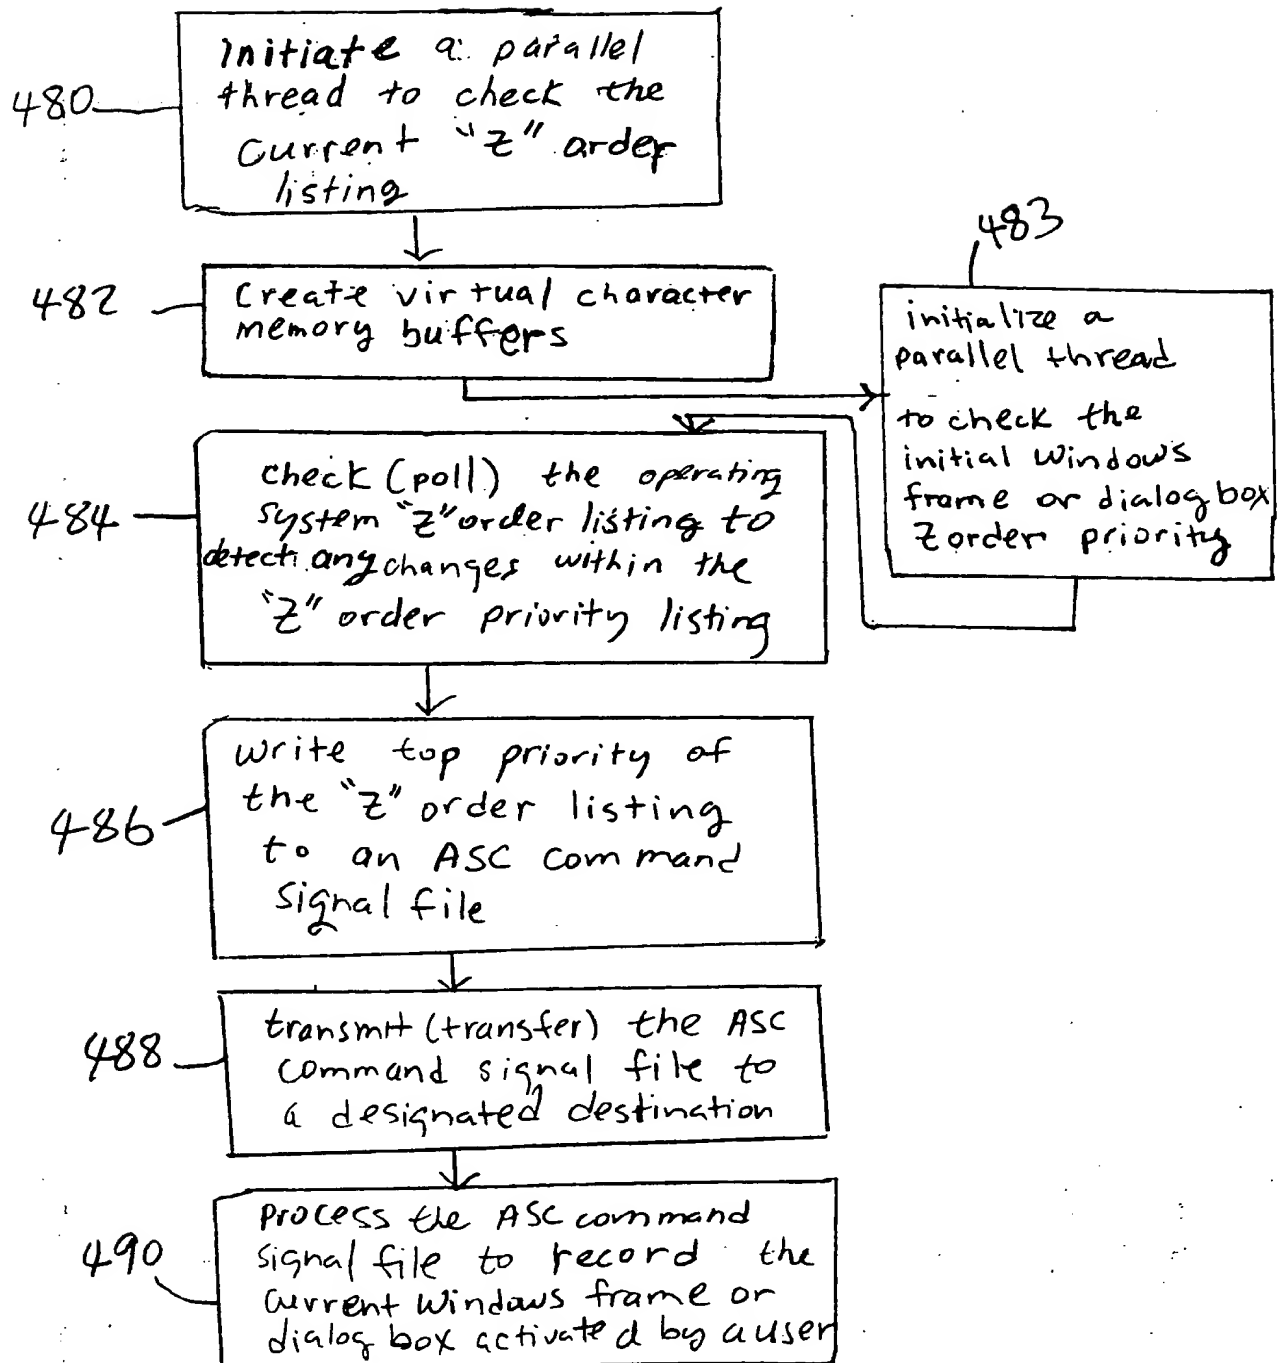 480
Initiate a parallel
thread to check the
current "Z" order
listing
482
Create virtual character
memory buffers
483
initialize a
parallel thread
to check the
initial Windows
frame or dialog box
Z order priority
484
check (poll) the operating
system "Z" order listing to
detect any changes within the
"Z" order priority listing
486
write top priority of
the "Z" order listing
to an ASC command
signal file
488
transmit (transfer) the ASC
command signal file to
a designated destination
490
process the ASC command
signal file to record the
current Windows frame or
dialog box activated by a user